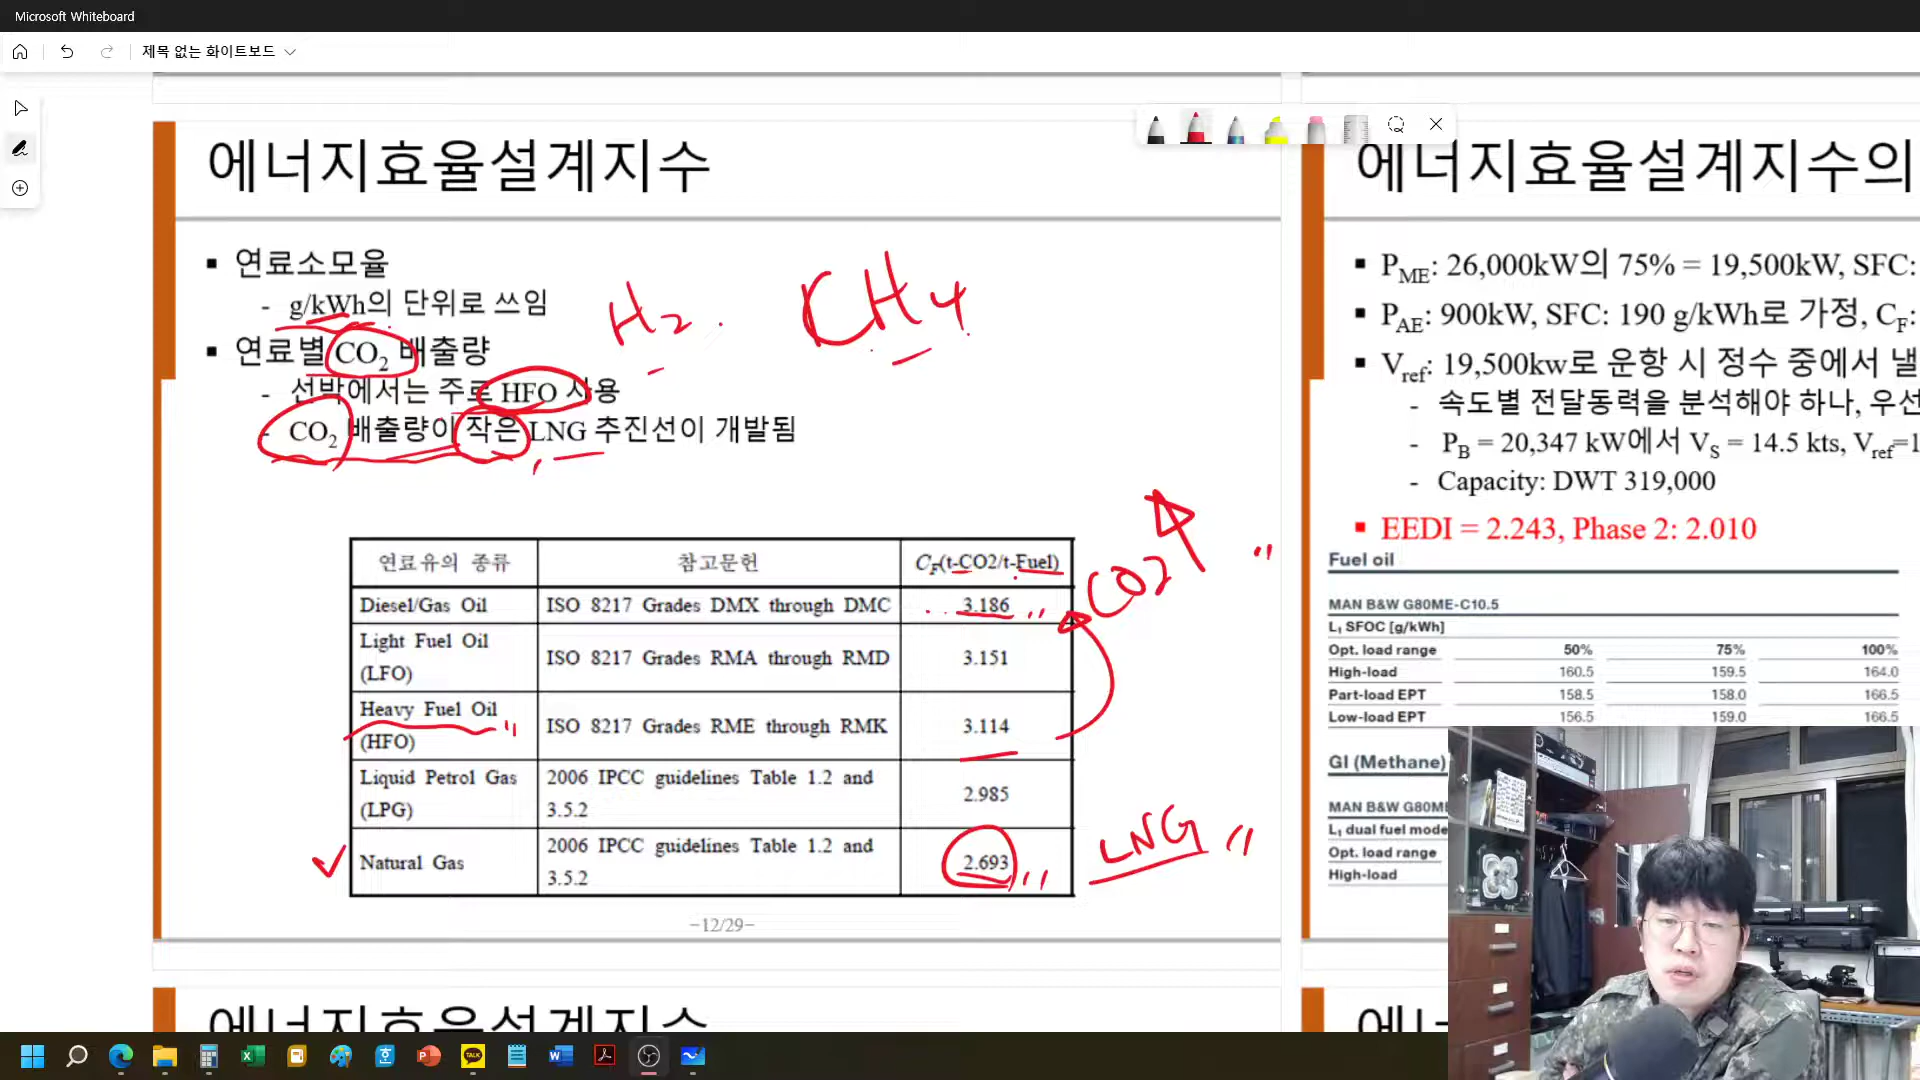 Microsoft Whiteboard
제목 없는 화이트보드
에너지효율설계지수
▪ 연료소모율
- g/kWh의 단위로 쓰임
▪ 연료별 CO2 배출량
- 선박에서는 주로 HFO 사용
- CO2 배출량이 작은 LNG 추진선이 개발됨
H2
CH4
연료유의 종류 참고문헌 CF(t-CO2/t-Fuel)
Diesel/Gas Oil ISO 8217 Grades DMX through DMC 3.186
Light Fuel Oil (LFO) ISO 8217 Grades RMA through RMD 3.151
Heavy Fuel Oil (HFO) ISO 8217 Grades RME through RMK 3.114
Liquid Petrol Gas (LPG) 2006 IPCC guidelines Table 1.2 and 3.5.2 2.985
Natural Gas 2006 IPCC guidelines Table 1.2 and 3.5.2 2.693
CO2
LNG
-12/29-
에너지효율설계지수의
▪ PME: 26,000kW의 75% = 19,500kW, SFC:
▪ PAE: 900kW, SFC: 190 g/kWh로 가정, CF:
▪ Vref: 19,500kw로 운항 시 정수 중에서 낼
- 속도별 전달동력을 분석해야 하나, 우선
- PB = 20,347 kW에서 VS = 14.5 kts, Vref=1
- Capacity: DWT 319,000
▪ EEDI = 2.243, Phase 2: 2.010
Fuel oil
MAN B&W G80ME-C10.5
L1 SFOC [g/kWh]
Opt. load range 50% 75% 100%
High-load 160.5 159.5 164.0
Part-load EPT 158.5 158.0 166.5
Low-load EPT 156.5 159.0 166.5
GI (Methane)
MAN B&W G80ME
L1 dual fuel mode
Opt. load range
High-load
에너지효율설계지수
TALK